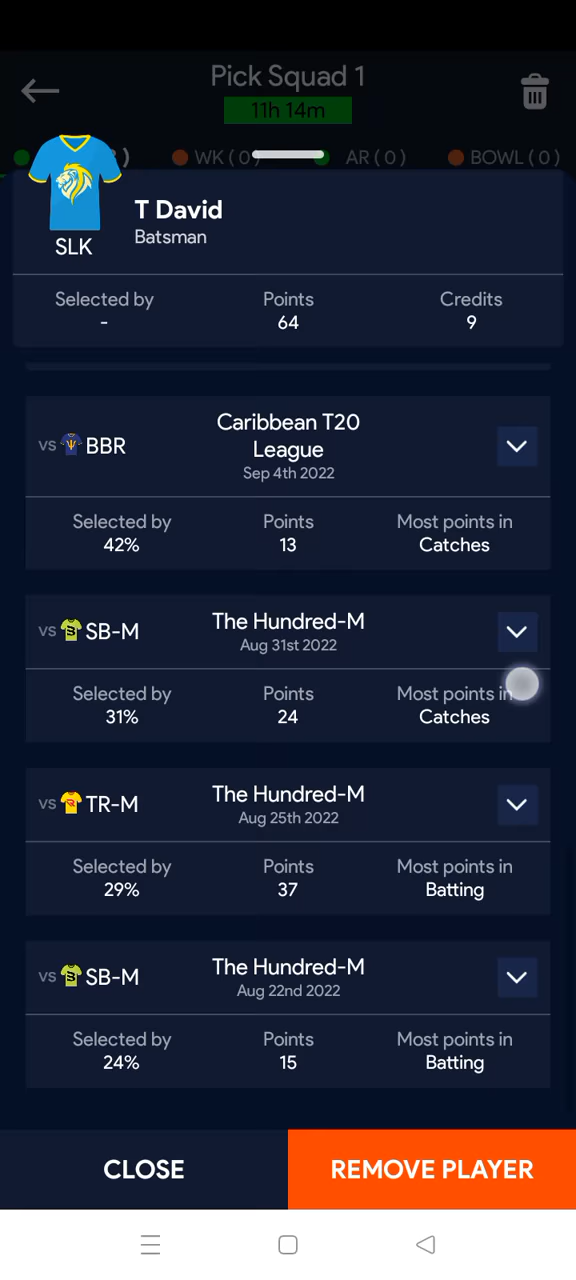 Pick Squad 1
11h 14m
)
WK ( 0
AR ( 0 )
BOWL ( 0 )
T David
Batsman
SLK
Selected by
Points
Credits
-
64
9
vs BBR
Caribbean T20
League
Sep 4th 2022
Selected by
Points
Most points in
42%
13
Catches
vs SB-M
The Hundred-M
Aug 31st 2022
Selected by
Points
Most points in
31%
24
Catches
vs TR-M
The Hundred-M
Aug 25th 2022
Selected by
Points
Most points in
29%
37
Batting
vs SB-M
The Hundred-M
Aug 22nd 2022
Selected by
Points
Most points in
24%
15
Batting
CLOSE
REMOVE PLAYER